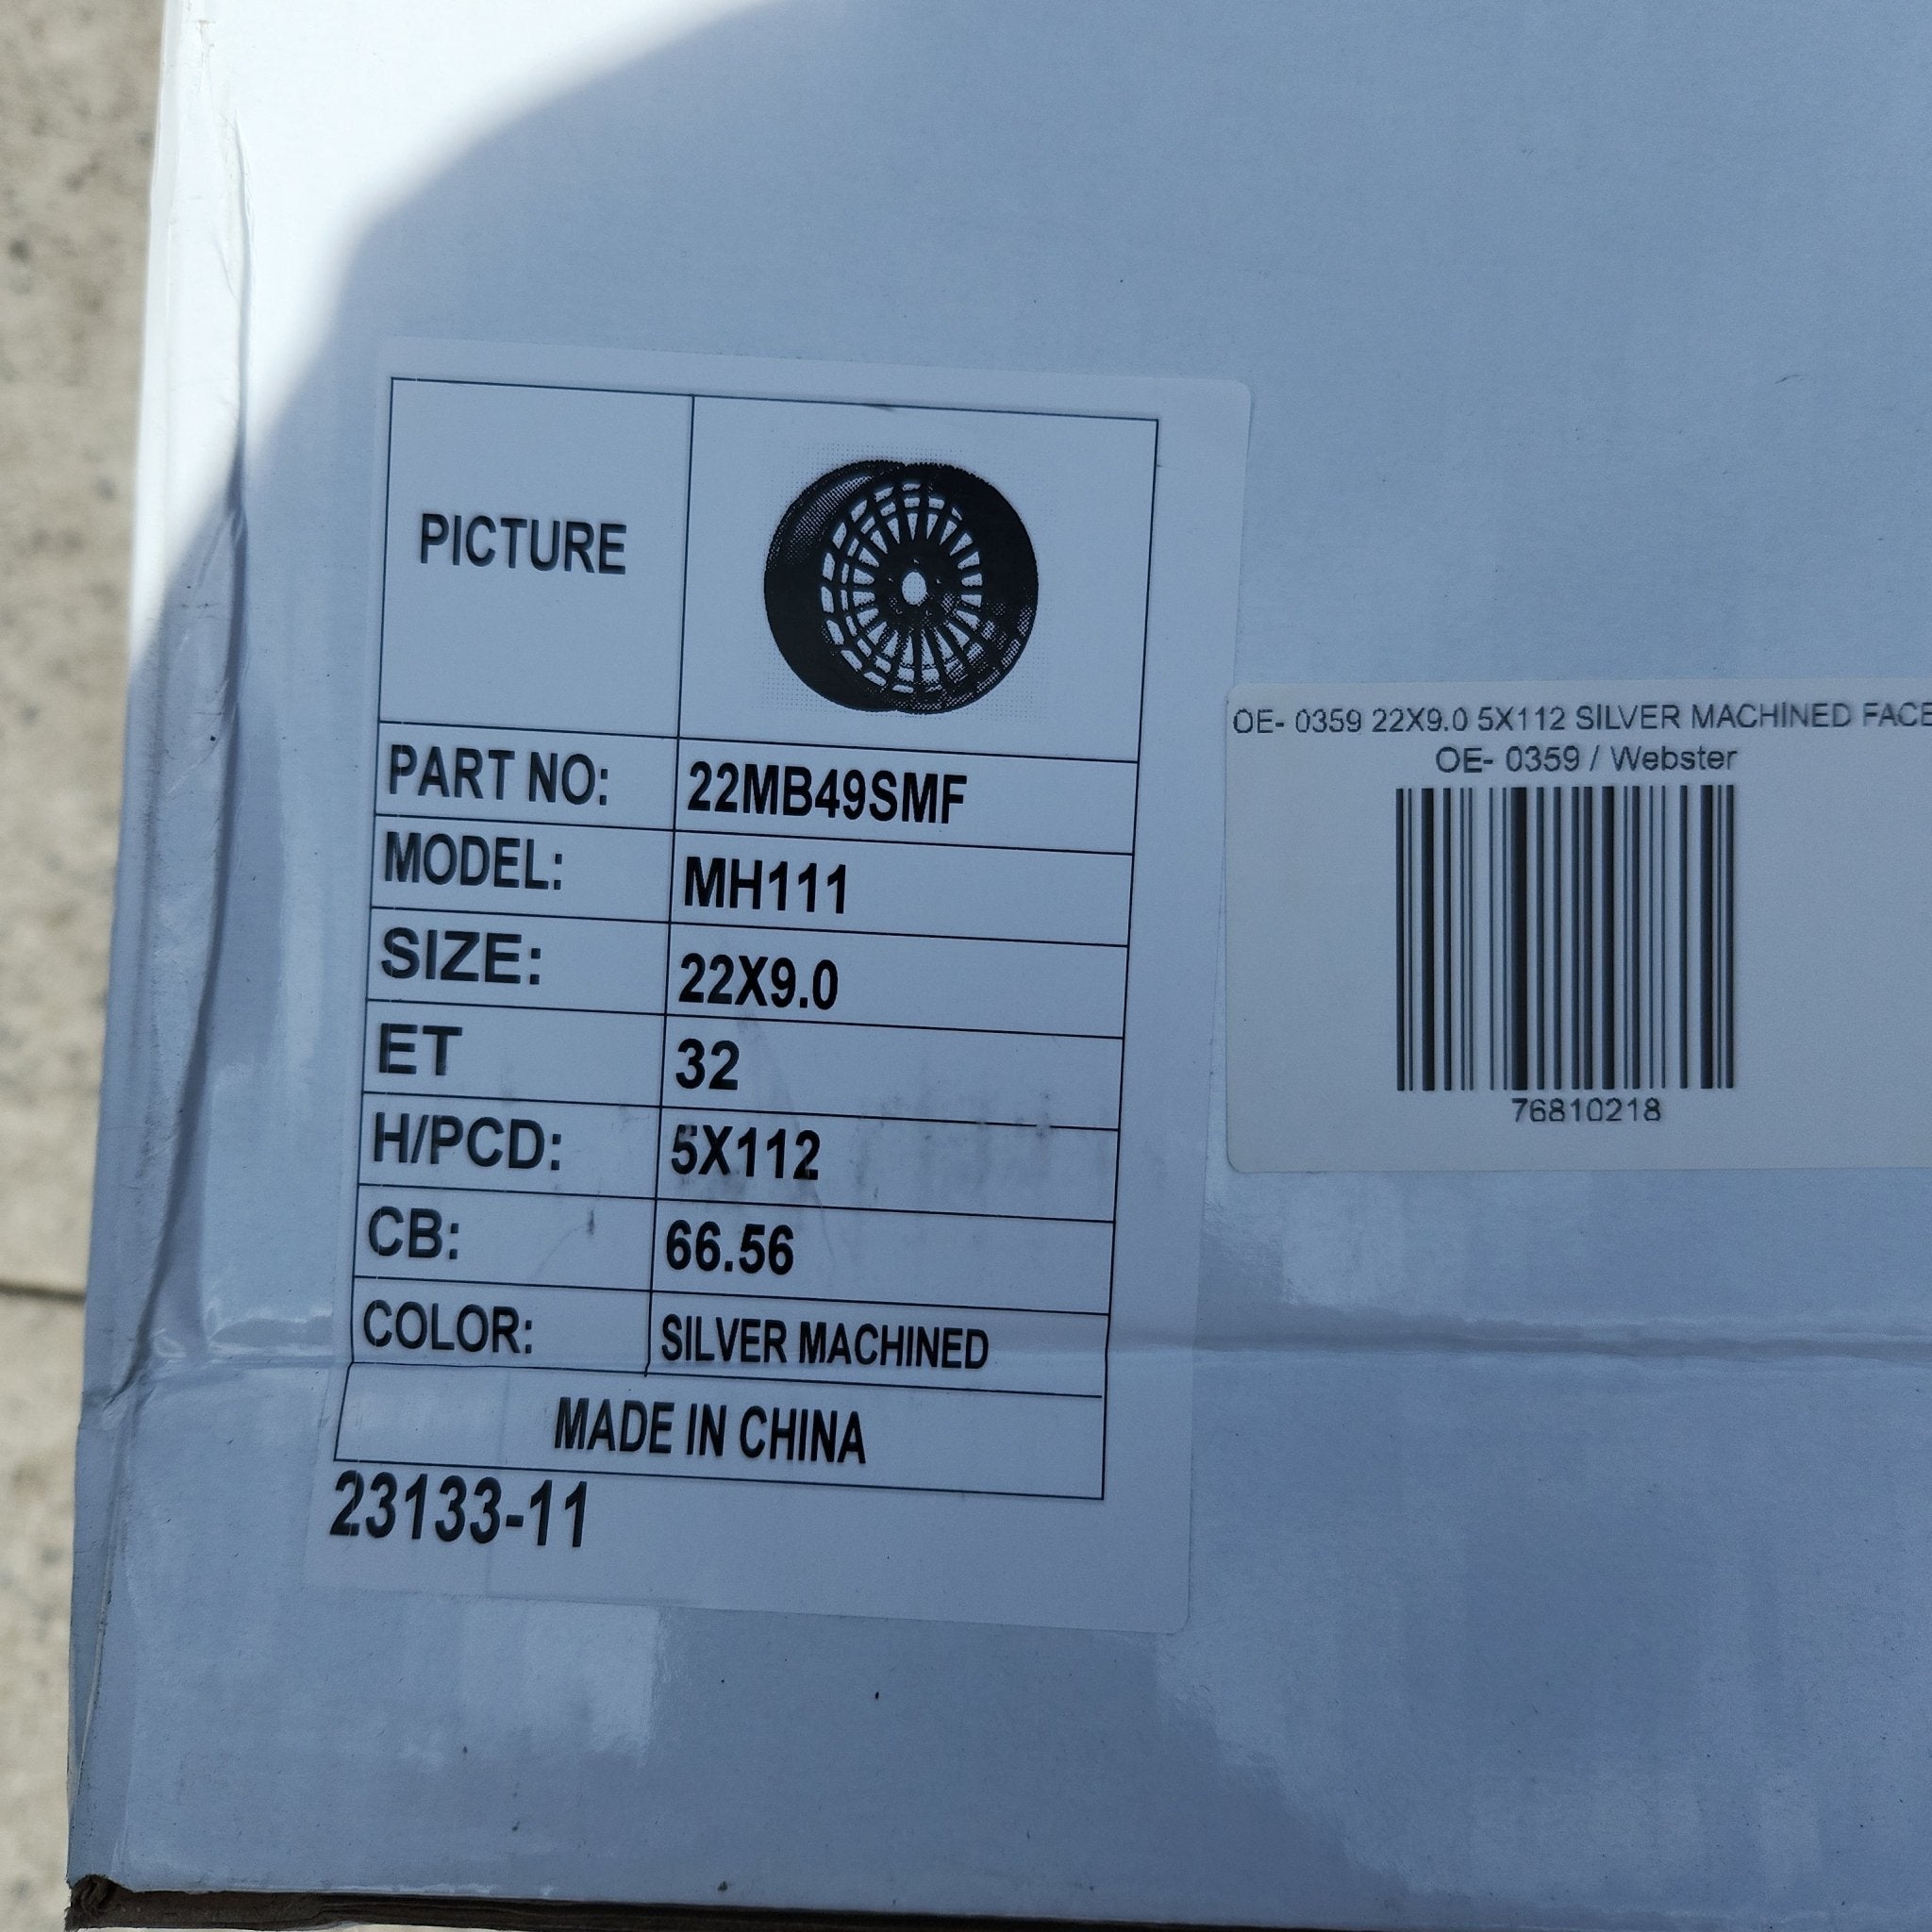 PICTURE
PART NO: 22MB49SMF
MODEL: MH111
SIZE: 22X9.0
ET 32
H/PCD: 5X112
CB: 66.56
COLOR: SILVER MACHINED
MADE IN CHINA
23133-11
OE- 0359 22X9.0 5X112 SILVER MACHINED FACE
OE- 0359 / Webster
76810218